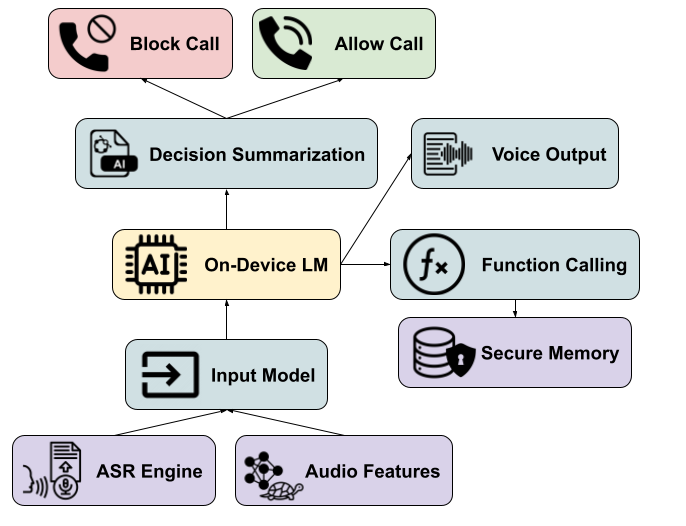 Block Call
Allow Call
Decision Summarization
AI
Voice Output
AI
On-Device LM
Function Calling
fx
Input Model
Secure Memory
ASR Engine
Audio Features